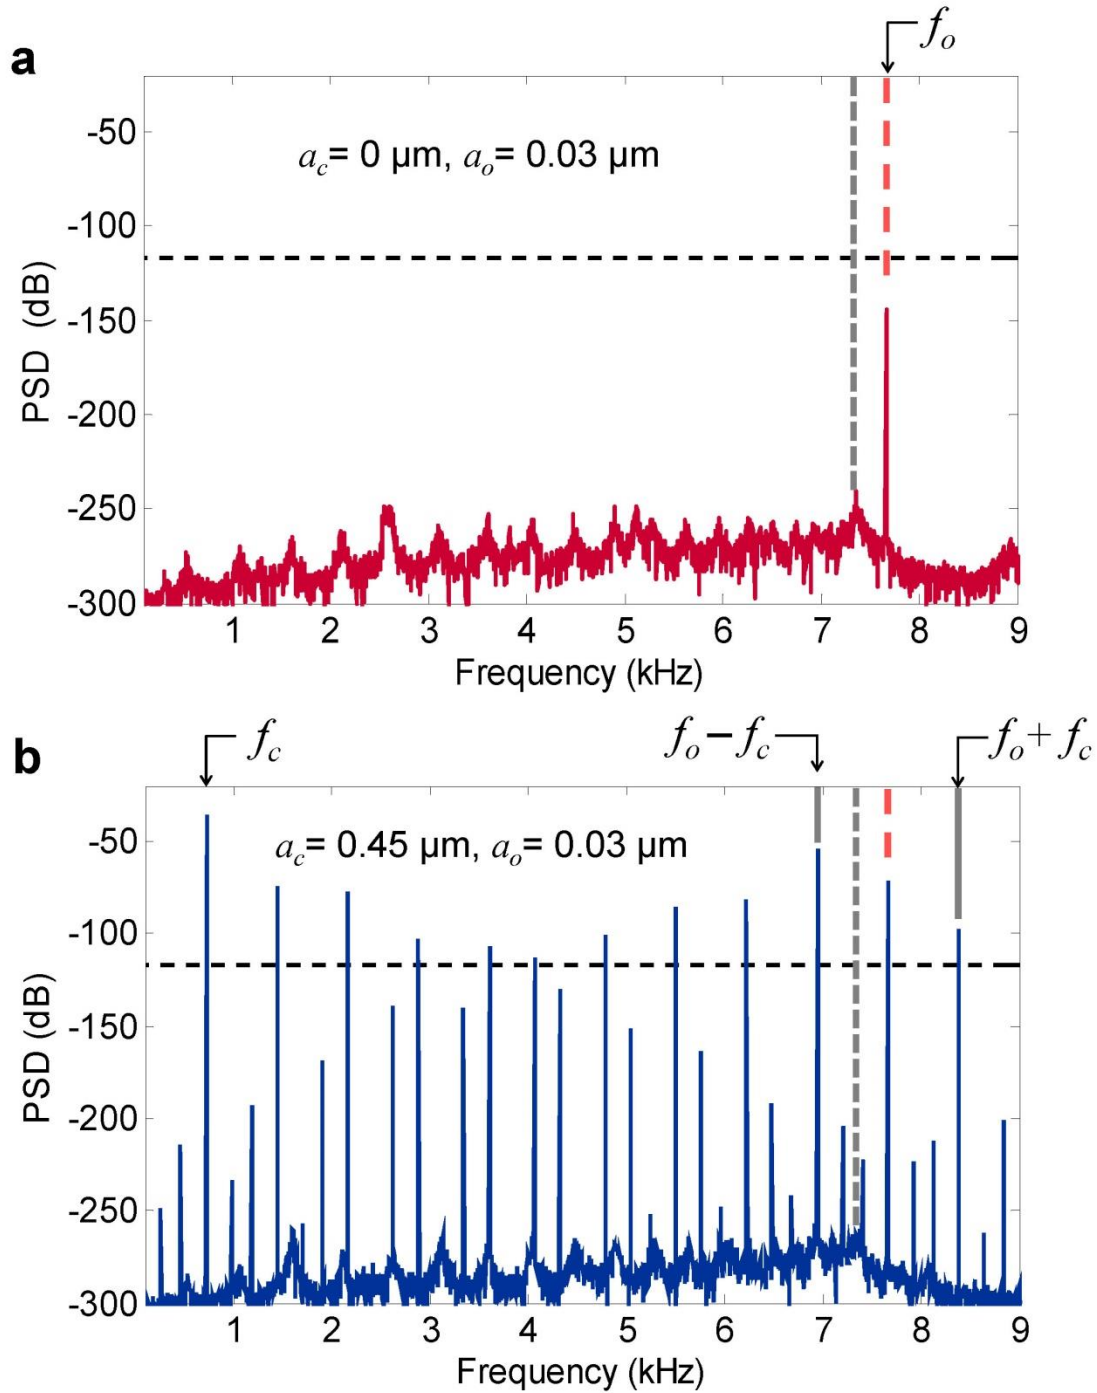 f_o
a
a_c= 0 µm, a_o= 0.03 µm
-50
-100
-150
-200
-250
-300
PSD (dB)
1 2 3 4 5 6 7 8 9
Frequency (kHz)
b
f_c
f_o−f_c
f_o+f_c
a_c= 0.45 µm, a_o= 0.03 µm
-50
-100
-150
-200
-250
-300
PSD (dB)
1 2 3 4 5 6 7 8 9
Frequency (kHz)